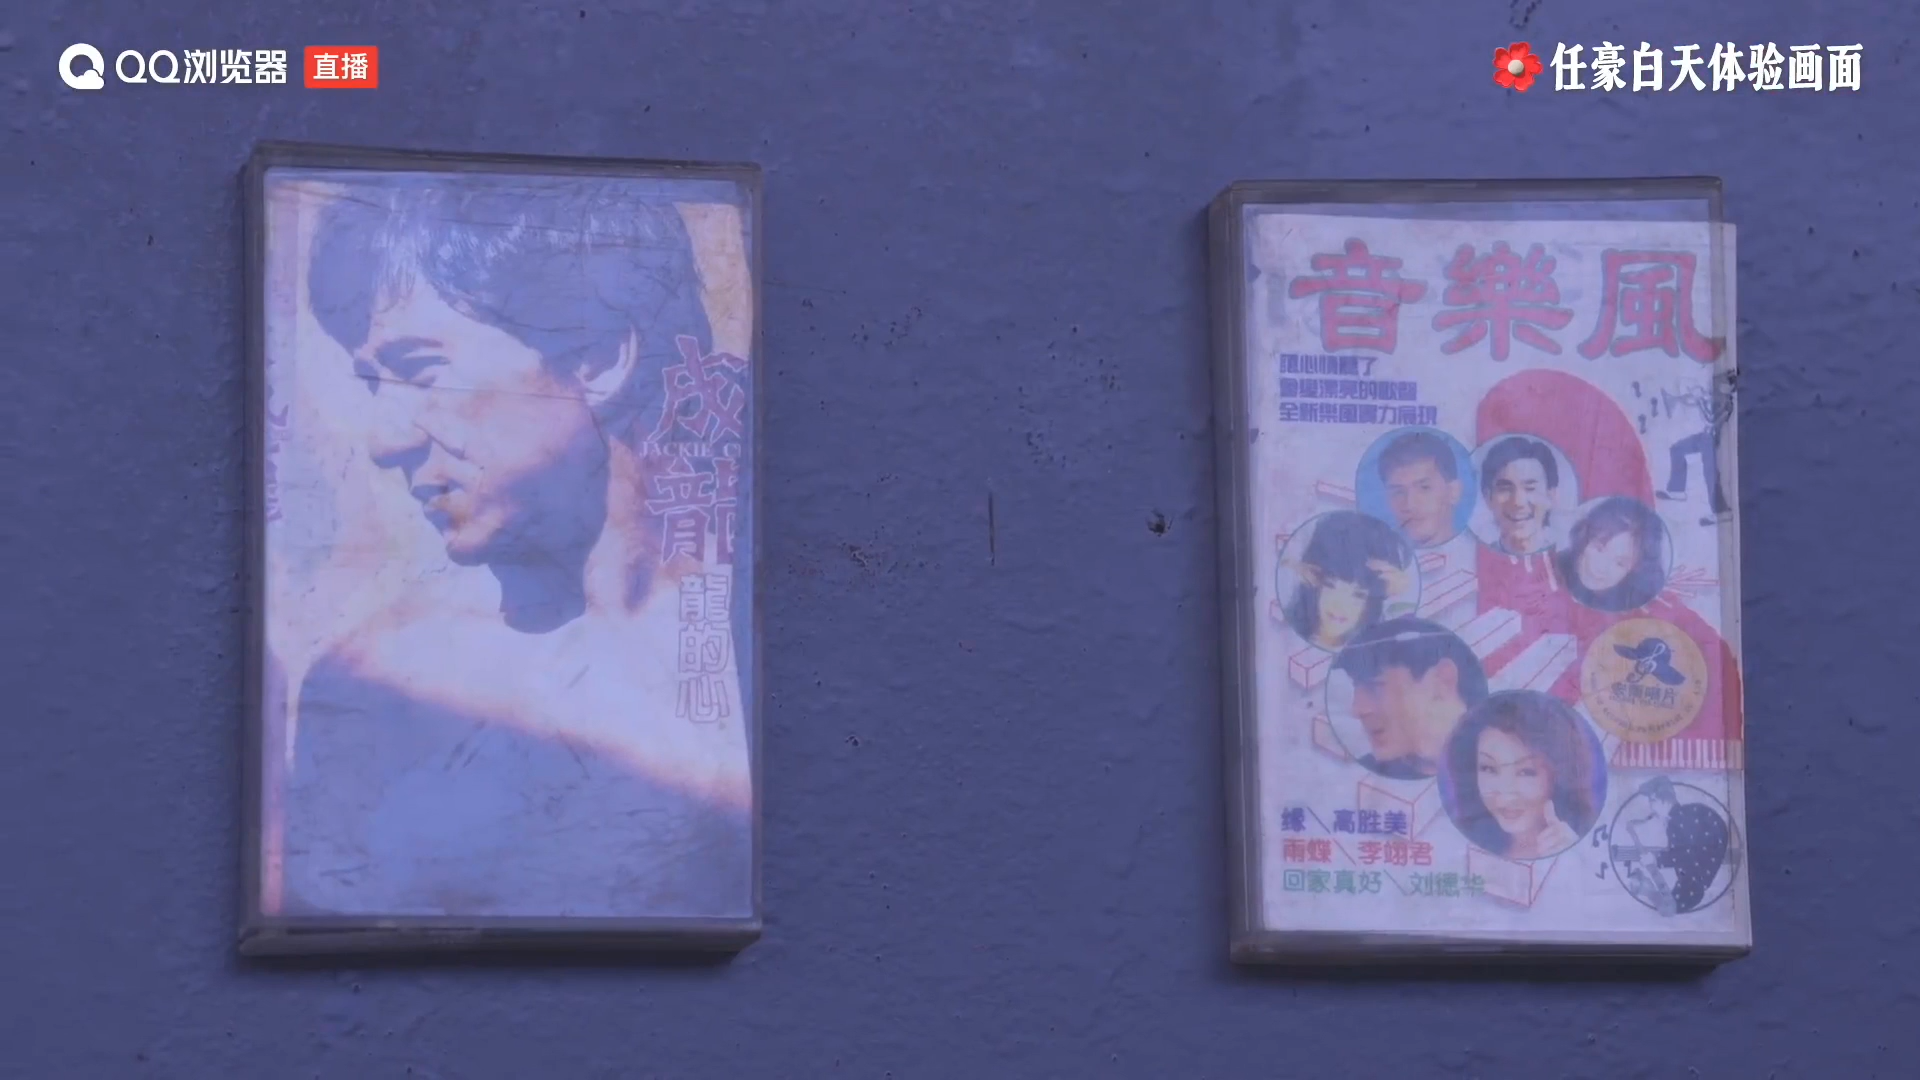 QQ浏览器 直播
任豪白天体验画面
成龍
JACKIE C
龍的心
音樂風
隨心情聽了
會變漂亮的歌聲
全新樂風實力展現
缘\高胜美
雨蝶\李翊君
回家真好\刘德华